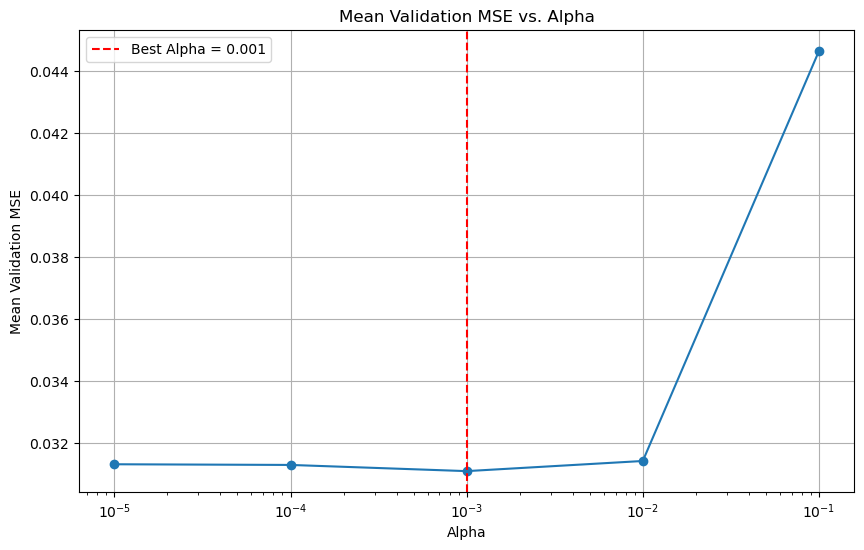 Mean Validation MSE vs. Alpha
Best Alpha = 0.001
Mean Validation MSE
0.044
0.042
0.040
0.038
0.036
0.034
0.032
10⁻⁵ 10⁻⁴ 10⁻³ 10⁻² 10⁻¹
Alpha